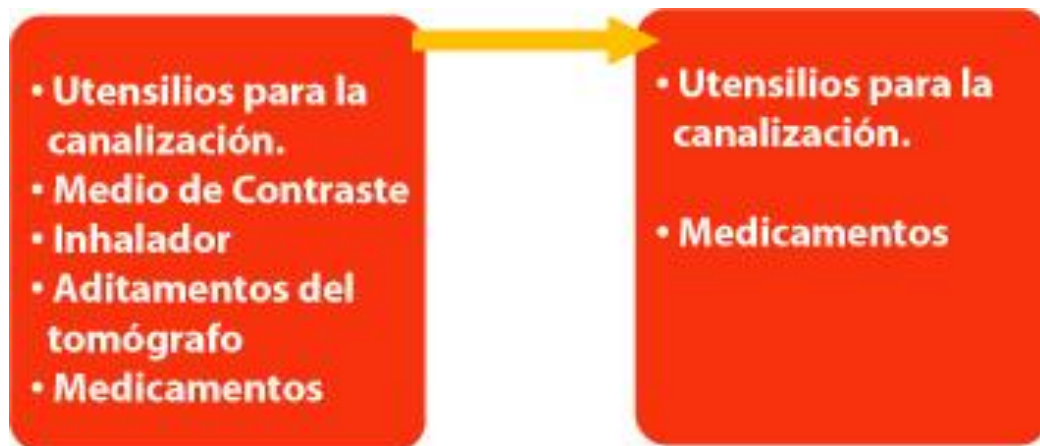 • Utensilios para la
canalización.
• Medio de Contraste
• Inhalador
• Aditamentos del
tomógrafo
• Medicamentos
• Utensilios para la
canalización.
• Medicamentos